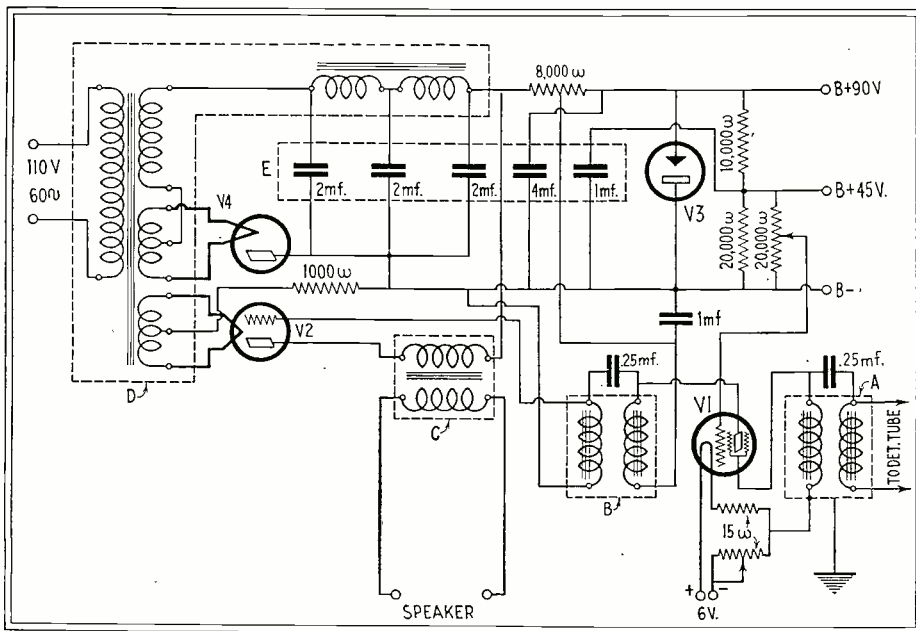 8,000 ω
B+90V
110V
60~
E
2mf.
2mf.
2mf.
4mf.
1mf.
V3
10,000 ω
B+45V.
V4
1000 ω
20,000 ω
20,000 ω
B-
V2
1mf
D
C
.25mf.
B
V1
.25mf.
A
TO DET. TUBE
15 ω
+
-
6V.
SPEAKER